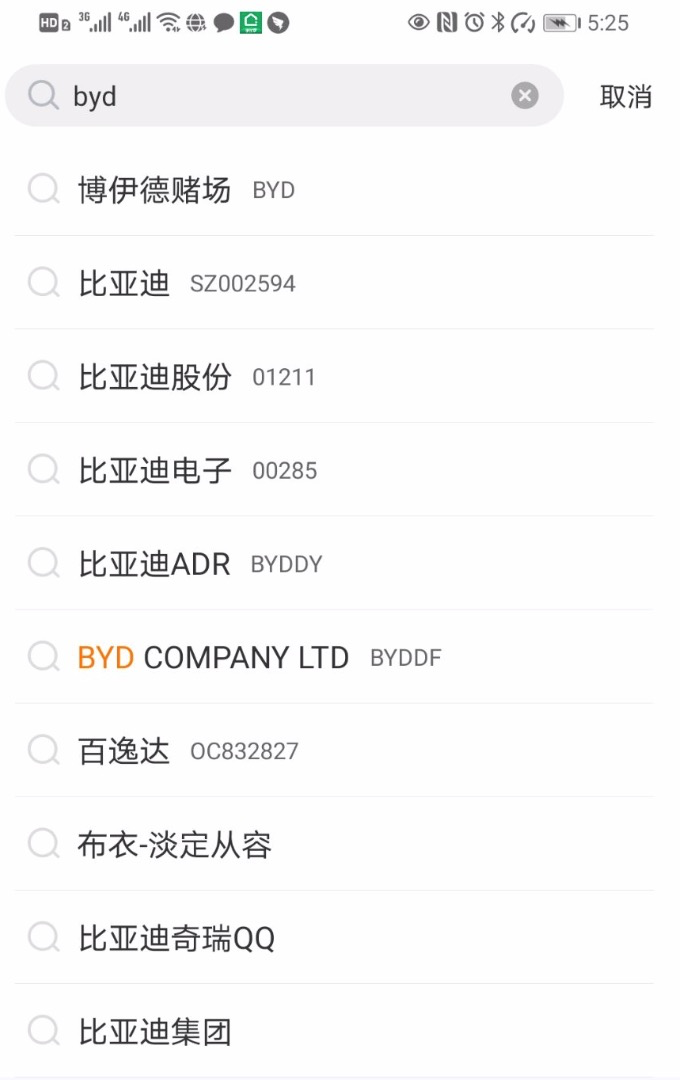 HD 2 3G 4G 5:25
byd 取消
博伊德赌场 BYD
比亚迪 SZ002594
比亚迪股份 01211
比亚迪电子 00285
比亚迪ADR BYDDY
BYD COMPANY LTD BYDDF
百逸达 OC832827
布衣-淡定从容
比亚迪奇瑞QQ
比亚迪集团